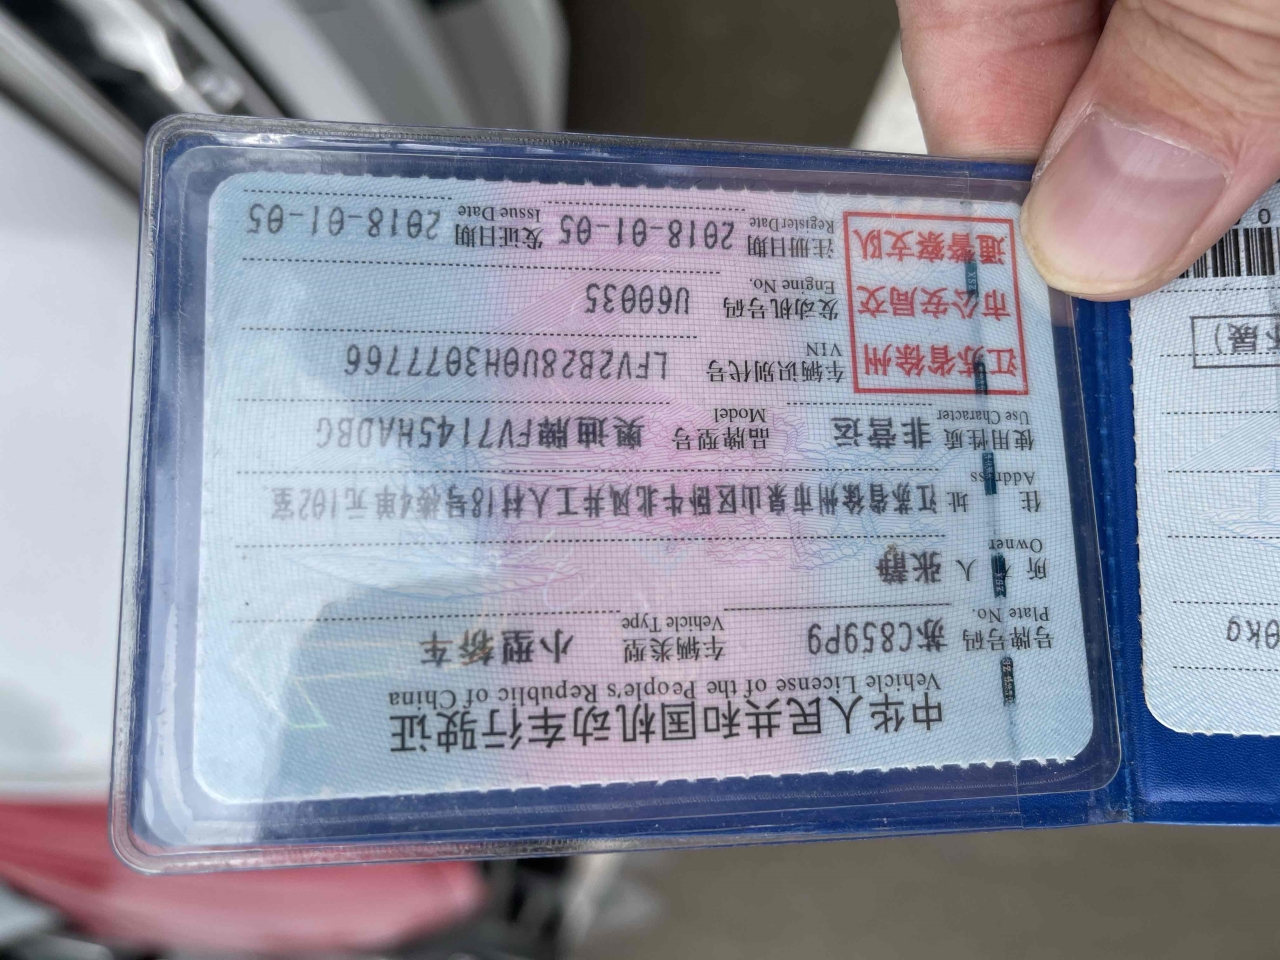 中华人民共和国机动车行驶证
Vehicle License of the People's Republic of China
号牌号码 苏C859P9 车辆类型 小型轿车
Plate No. Vehicle Type
所有人 张静
Owner
住址 江苏省徐州市泉山区卧牛北风井工人村18号楼4单元102室
Address
使用性质 非营运 品牌型号 奥迪牌FV7145HADBG
Use Character Model
江苏省徐州
市公安局交
通警察支队
车辆识别代号 LFV2B28U0H3077766
VIN
发动机号码 U60035
Engine No.
注册日期 2018-01-05 发证日期 2018-01-05
Register Date Issue Date
0kg